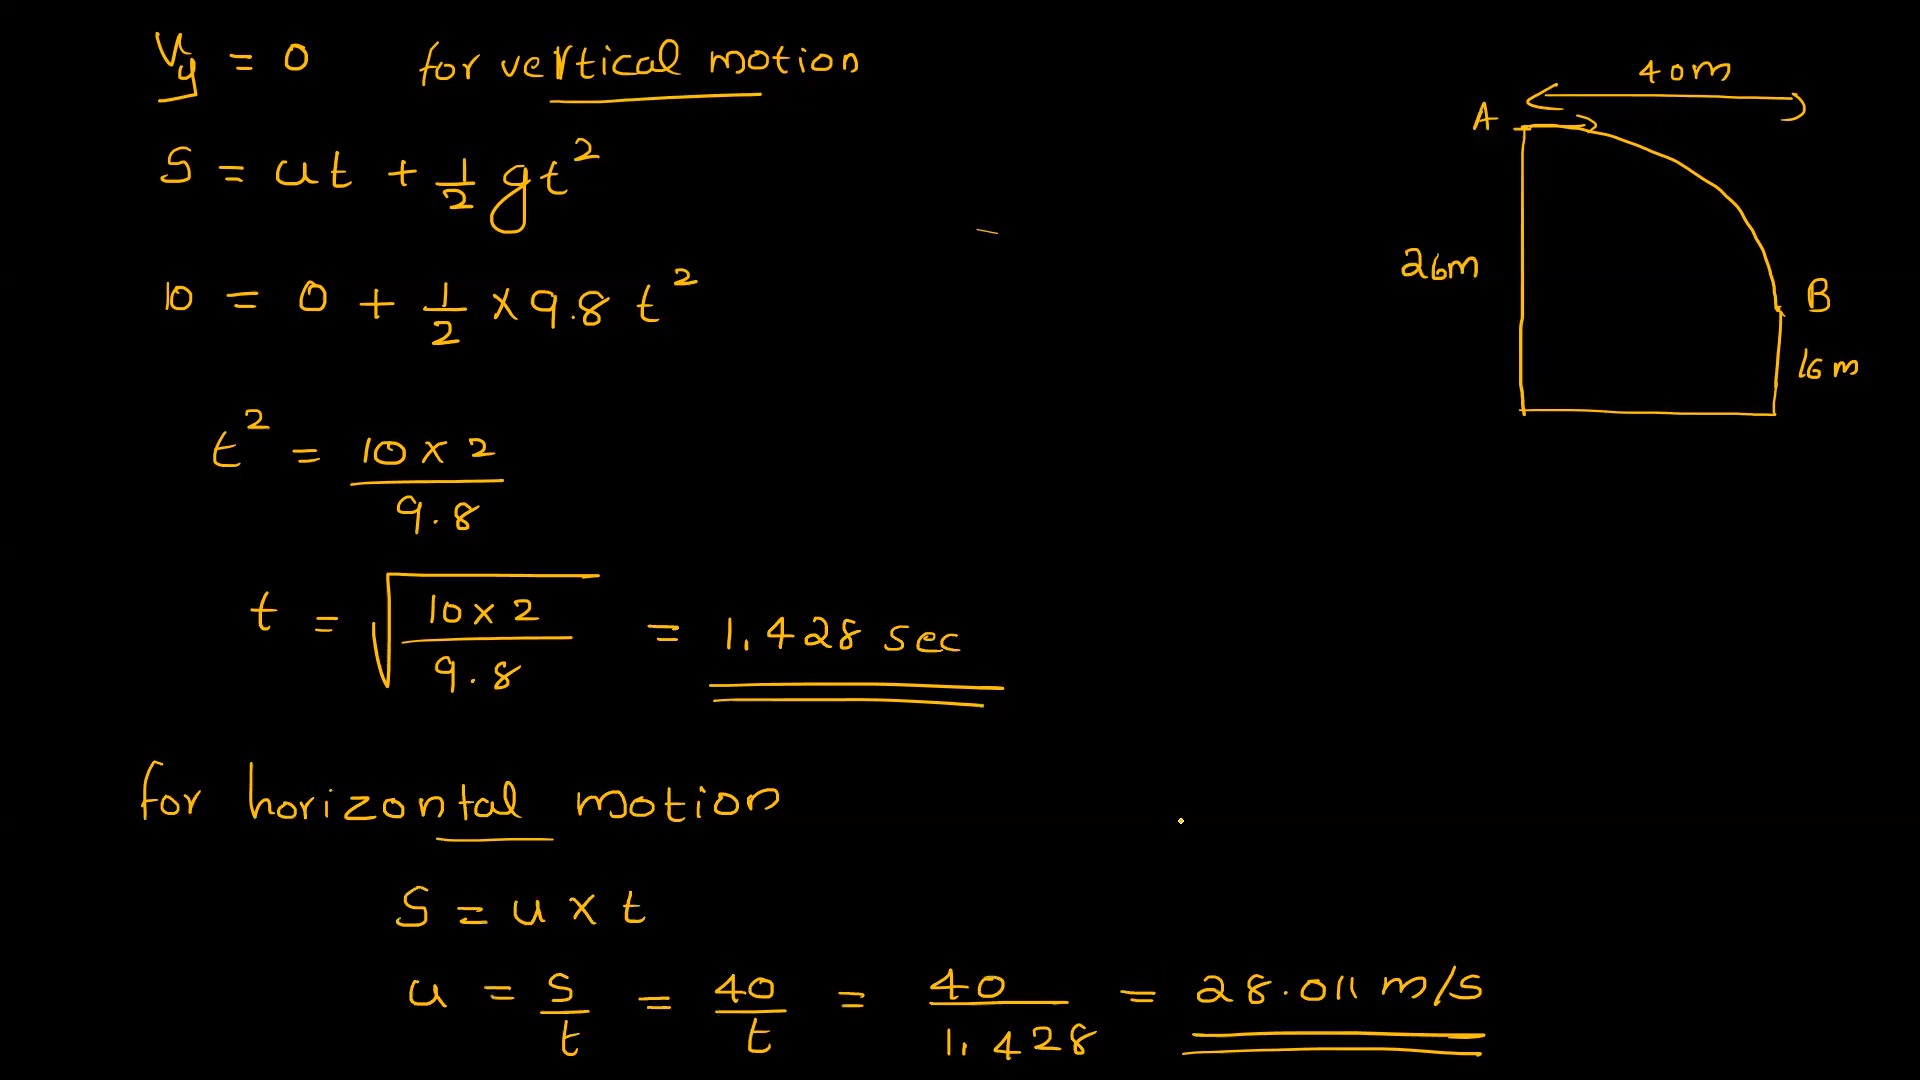 Vy = 0 for vertical motion
S = ut + 1/2 gt²
10 = 0 + 1/2 × 9.8 t²
t² = 10 × 2 / 9.8
t = √(10 × 2 / 9.8) = 1.428 sec
for horizontal motion
S = u × t
u = S/t = 40/t = 40/1.428 = 28.011 m/s
40m
A
26m
B
16m